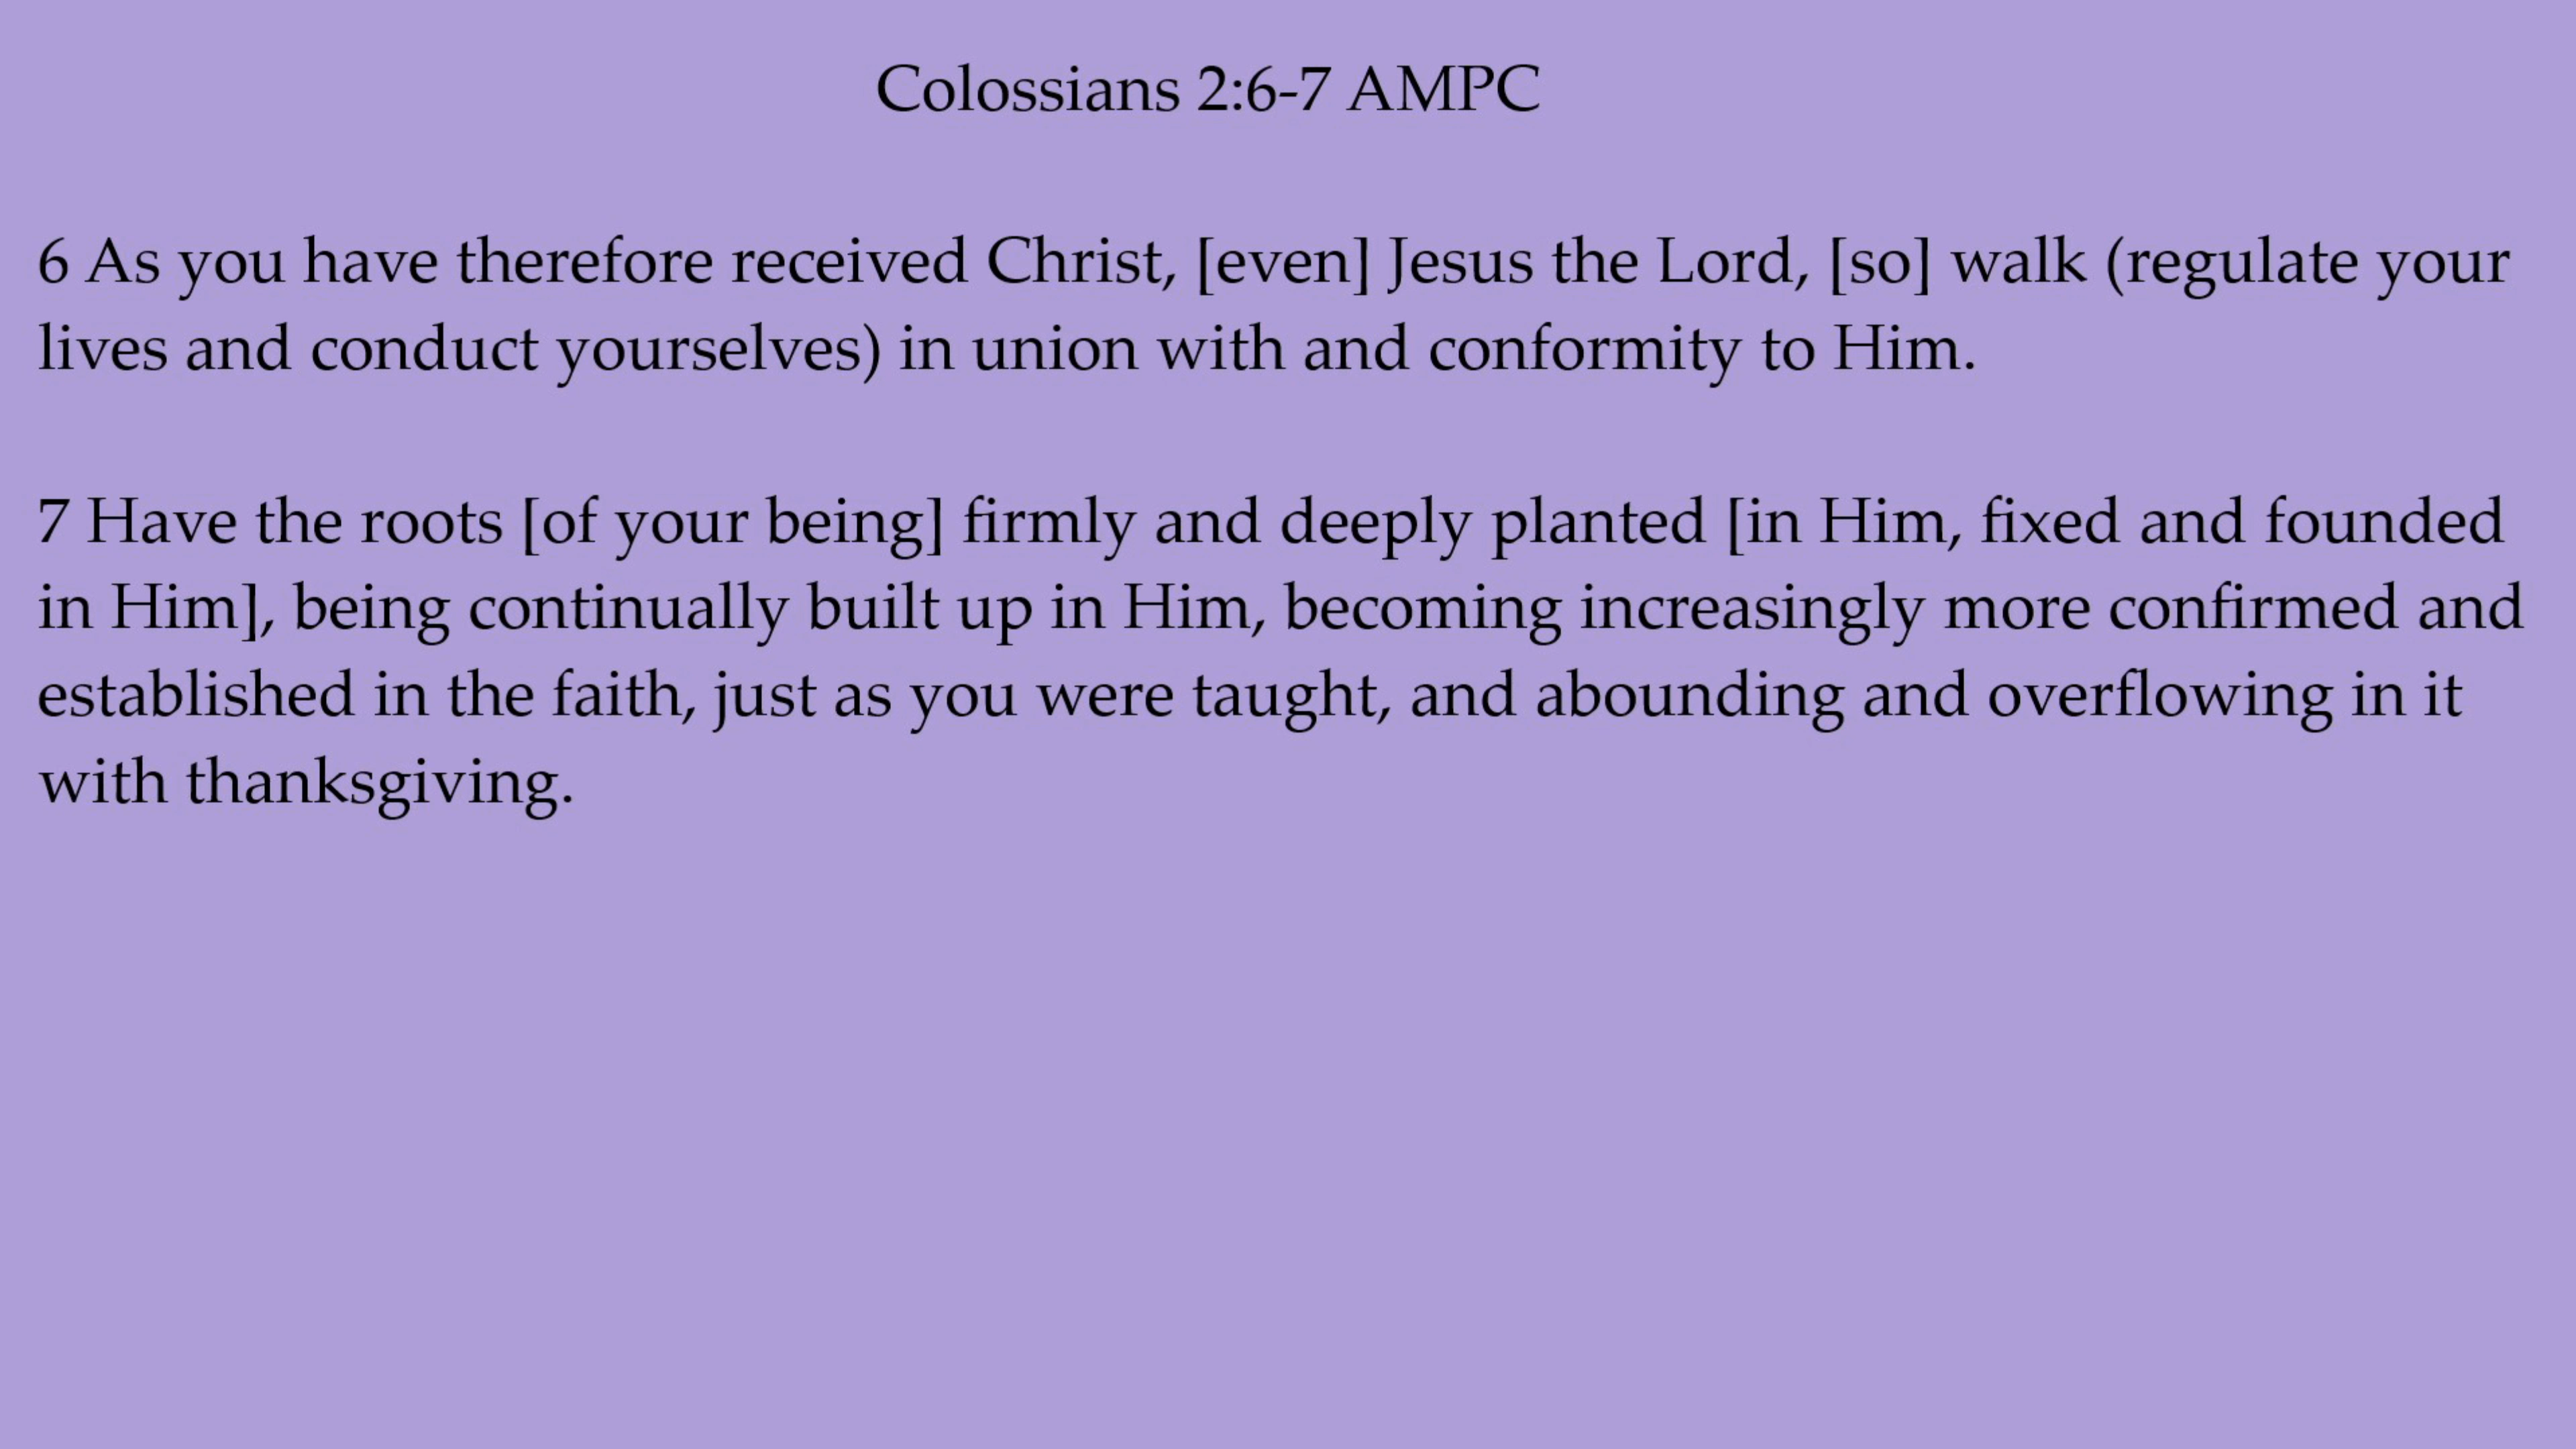 Colossians 2:6-7 AMPC
6 As you have therefore received Christ, [even] Jesus the Lord, [so] walk (regulate your
lives and conduct yourselves) in union with and conformity to Him.
7 Have the roots [of your being] firmly and deeply planted [in Him, fixed and founded
in Him], being continually built up in Him, becoming increasingly more confirmed and
established in the faith, just as you were taught, and abounding and overflowing in it
with thanksgiving.